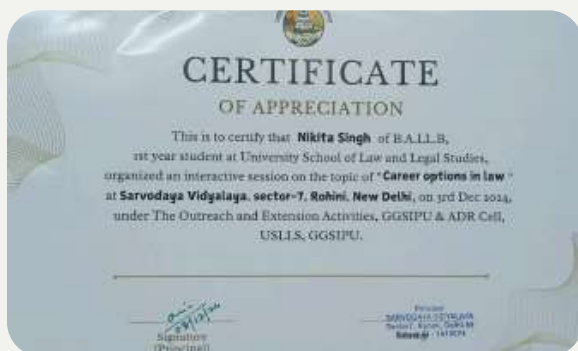 CERTIFICATE
OF APPRECIATION
This is to certify that Nikita Singh of B.A.LL.B,
1st year student at University School of Law and Legal Studies,
organized an interactive session on the topic of "Career options in law"
at Sarvodaya Vidyalaya, sector-7, Rohini, New Delhi, on 3rd Dec 2024,
under The Outreach and Extension Activities, GGSIPU & ADR Cell,
USLLS, GGSIPU.
Signature
(Principal)
Principal
SARVODAYA VIDYALAYA